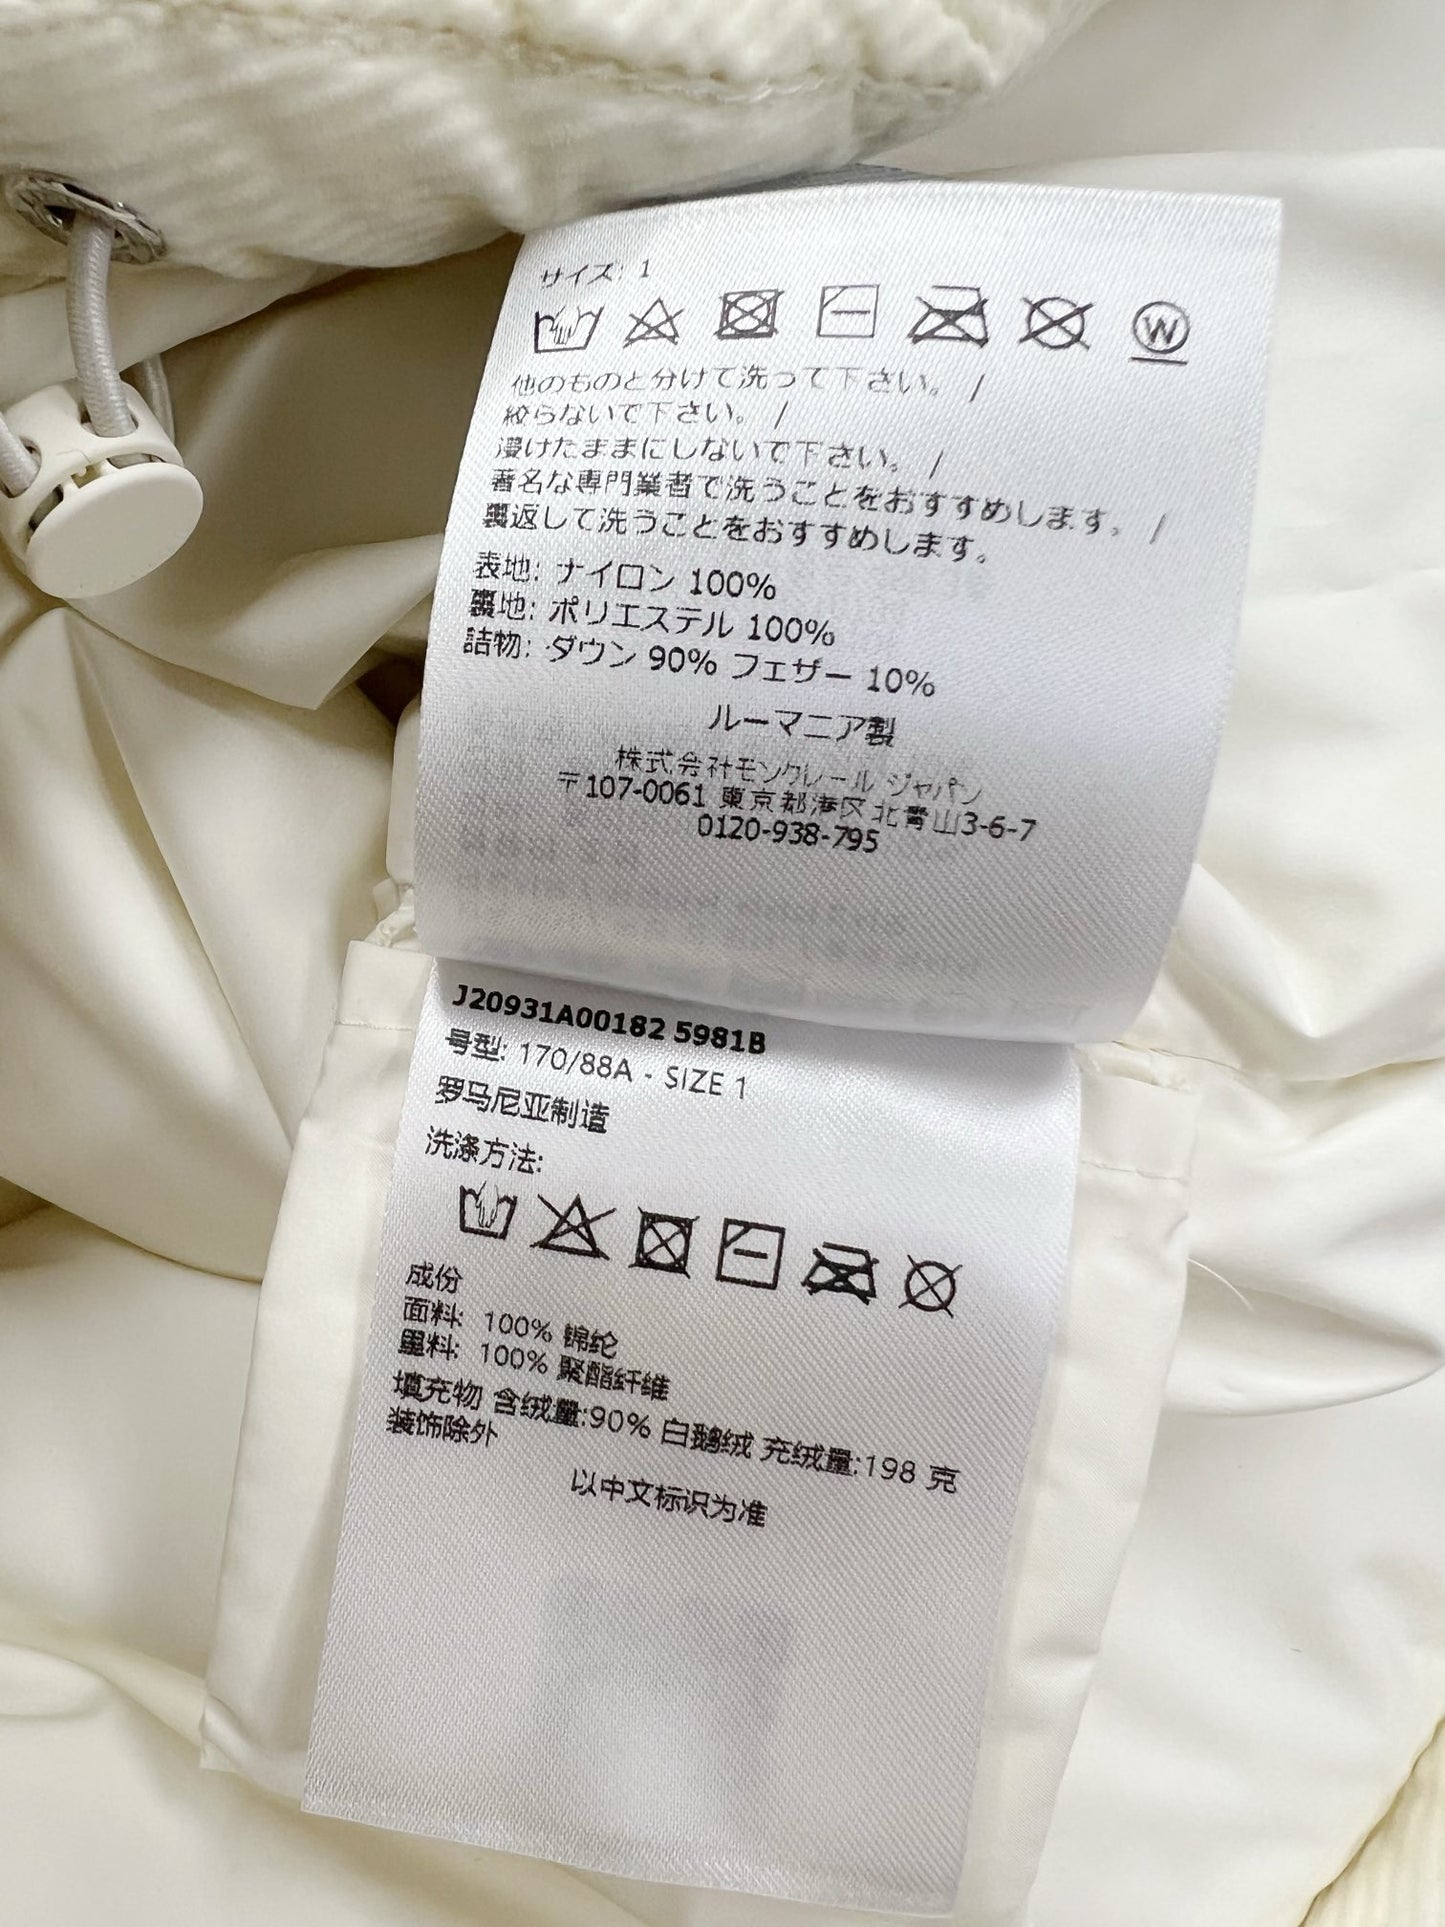 サイズ: 1
他のものと分けて洗って下さい。 /
絞らないで下さい。 /
浸けたままにしないで下さい。 /
著名な専門業者で洗うことをおすすめします。 /
裏返して洗うことをおすすめします。
表地: ナイロン 100%
裏地: ポリエステル 100%
詰物: ダウン 90% フェザー 10%
ルーマニア製
株式会社モンクレール ジャパン
〒107-0061 東京都港区北青山3-6-7
0120-938-795
J20931A00182 5981B
号型: 170/88A - SIZE 1
罗马尼亚制造
洗涤方法:
成份
面料: 100% 锦纶
里料: 100% 聚酯纤维
填充物 含绒量:90% 白鹅绒 充绒量:198 克
装饰除外
以中文标识为准